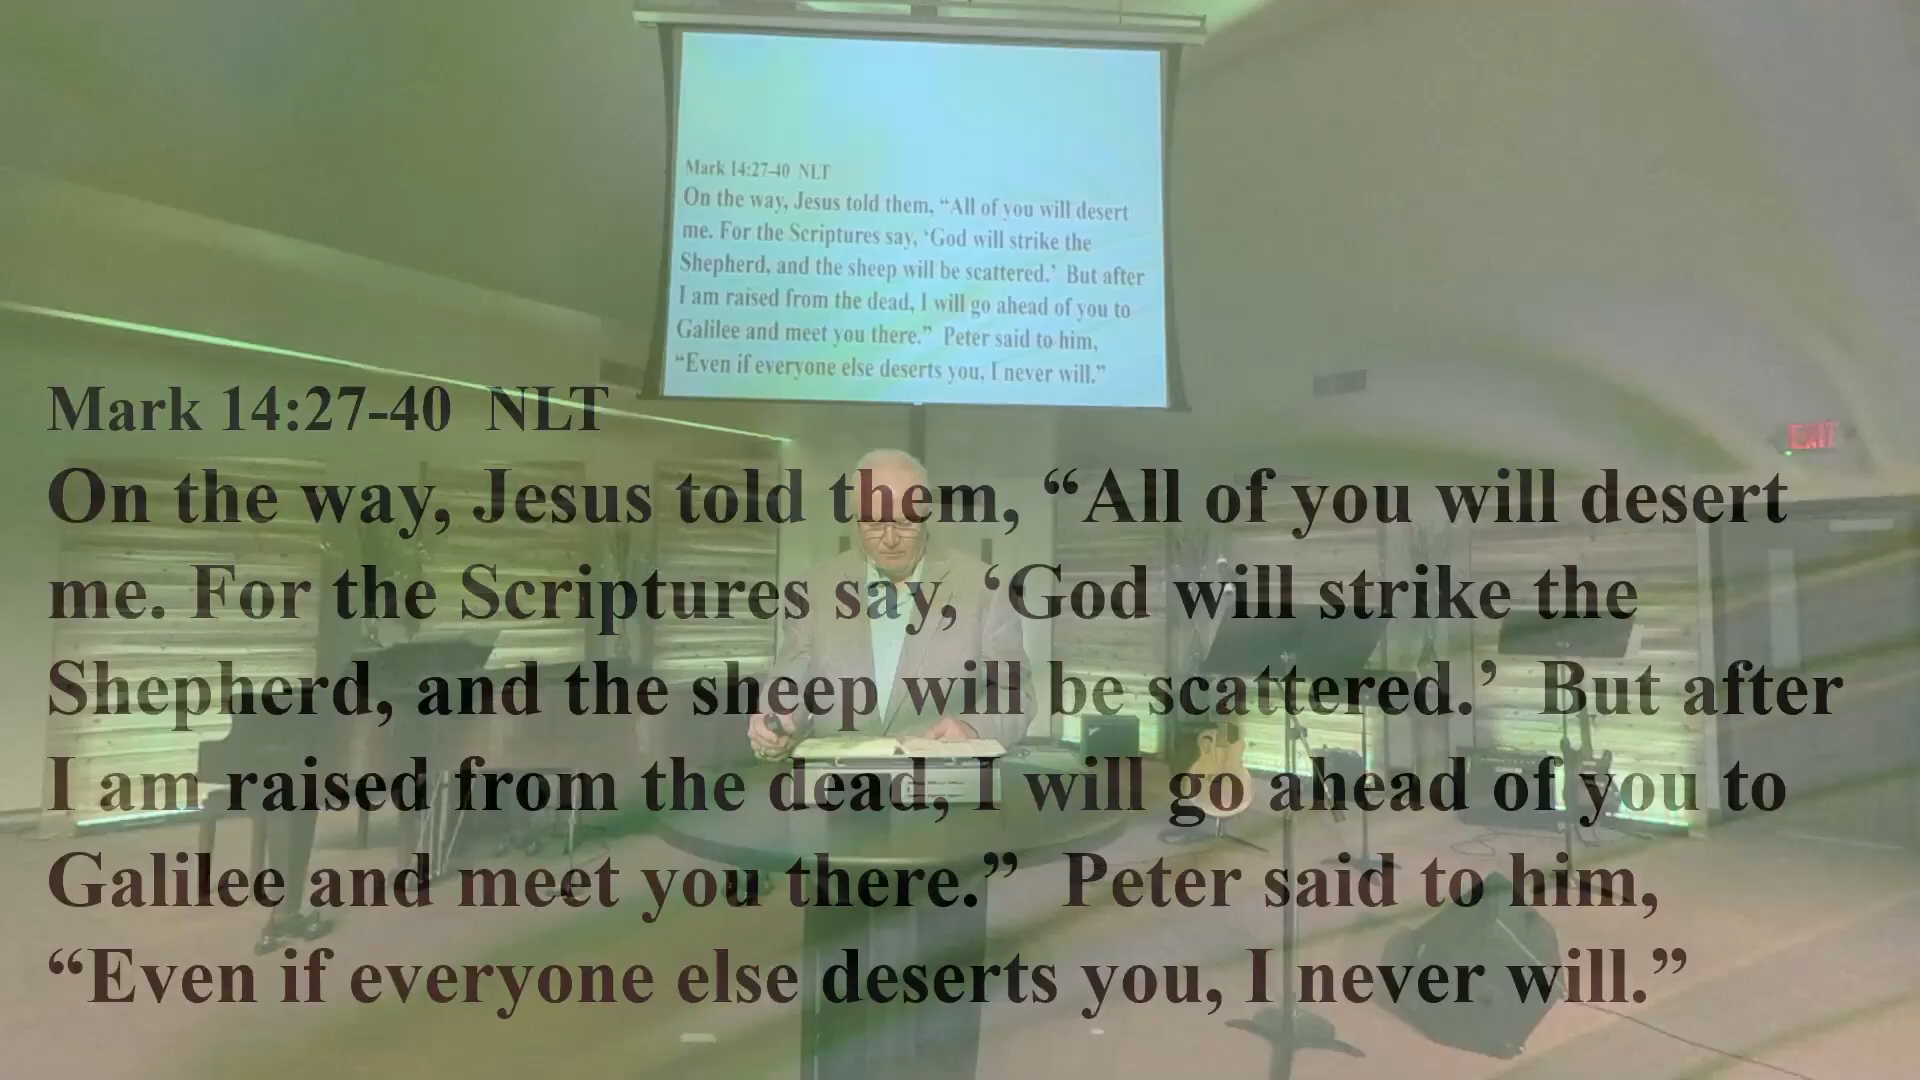 Mark 14:27-40 NLT
On the way, Jesus told them, “All of you will desert
me. For the Scriptures say, ‘God will strike the
Shepherd, and the sheep will be scattered.’ But after
I am raised from the dead, I will go ahead of you to
Galilee and meet you there.” Peter said to him,
“Even if everyone else deserts you, I never will.”
EXIT
Mark 14:27-40 NLT
On the way, Jesus told them, “All of you will desert
me. For the Scriptures say, ‘God will strike the
Shepherd, and the sheep will be scattered.’ But after
I am raised from the dead, I will go ahead of you to
Galilee and meet you there.” Peter said to him,
“Even if everyone else deserts you, I never will.”